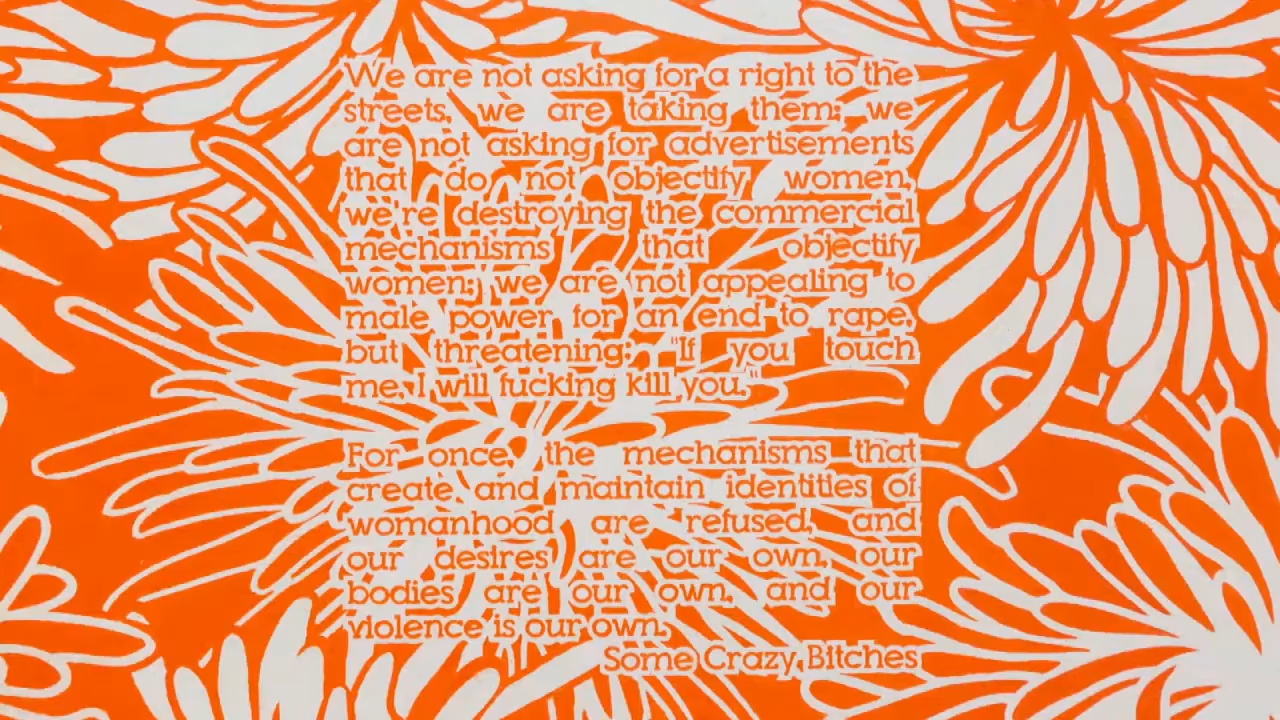 We are not asking for a right to the
streets, we are taking them; we
are not asking for advertisements
that do not objectify women,
we're destroying the commercial
mechanisms that objectify
women; we are not appealing to
male power for an end to rape,
but threatening: "If you touch
me, I will fucking kill you."
For once, the mechanisms that
create and maintain identities of
womanhood are refused, and
our desires are our own, our
bodies are our own, and our
violence is our own.
Some Crazy Bitches